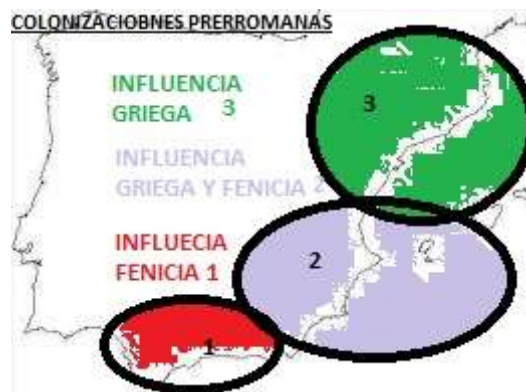 COLONIZACIOBNES PRERROMANAS
INFLUENCIA
GRIEGA 3
INFLUENCIA
GRIEGA Y FENICIA 2
INFLUECIA
FENICIA 1
3
2
1